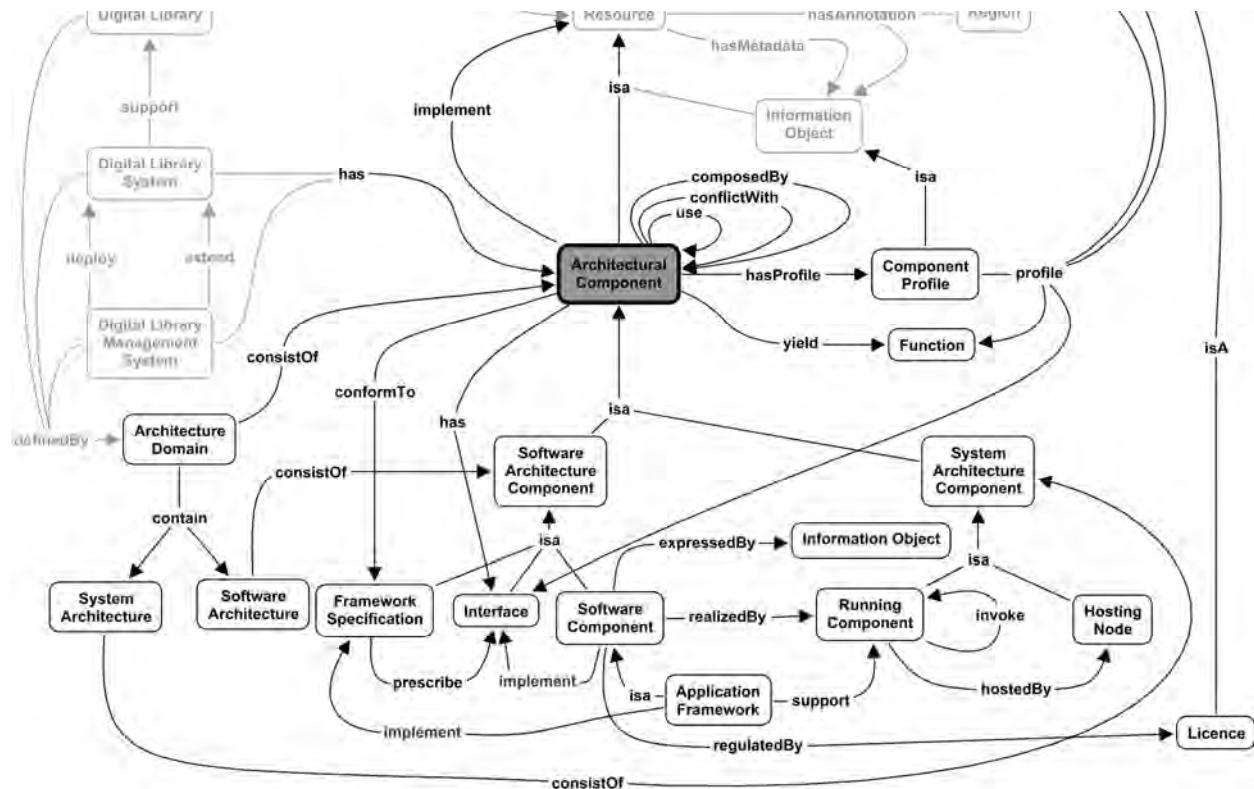 Digital Library
Resource
hasAnnotation
Region
hasMetadata
support
implement
isa
Information
Object
Digital Library
System
has
isa
composedBy
conflictWith
use
deploy
extend
Architectural
Component
hasProfile
Component
Profile
profile
Digital Library
Management
System
consistOf
yield
Function
isA
conformTo
has
isa
definedBy
Architecture
Domain
Software
Architecture
Component
System
Architecture
Component
consistOf
contain
isa
expressedBy
Information Object
isa
System
Architecture
Software
Architecture
Framework
Specification
Interface
Software
Component
realizedBy
Running
Component
invoke
Hosting
Node
prescribe
implement
isa
Application
Framework
support
hostedBy
implement
regulatedBy
Licence
consistOf